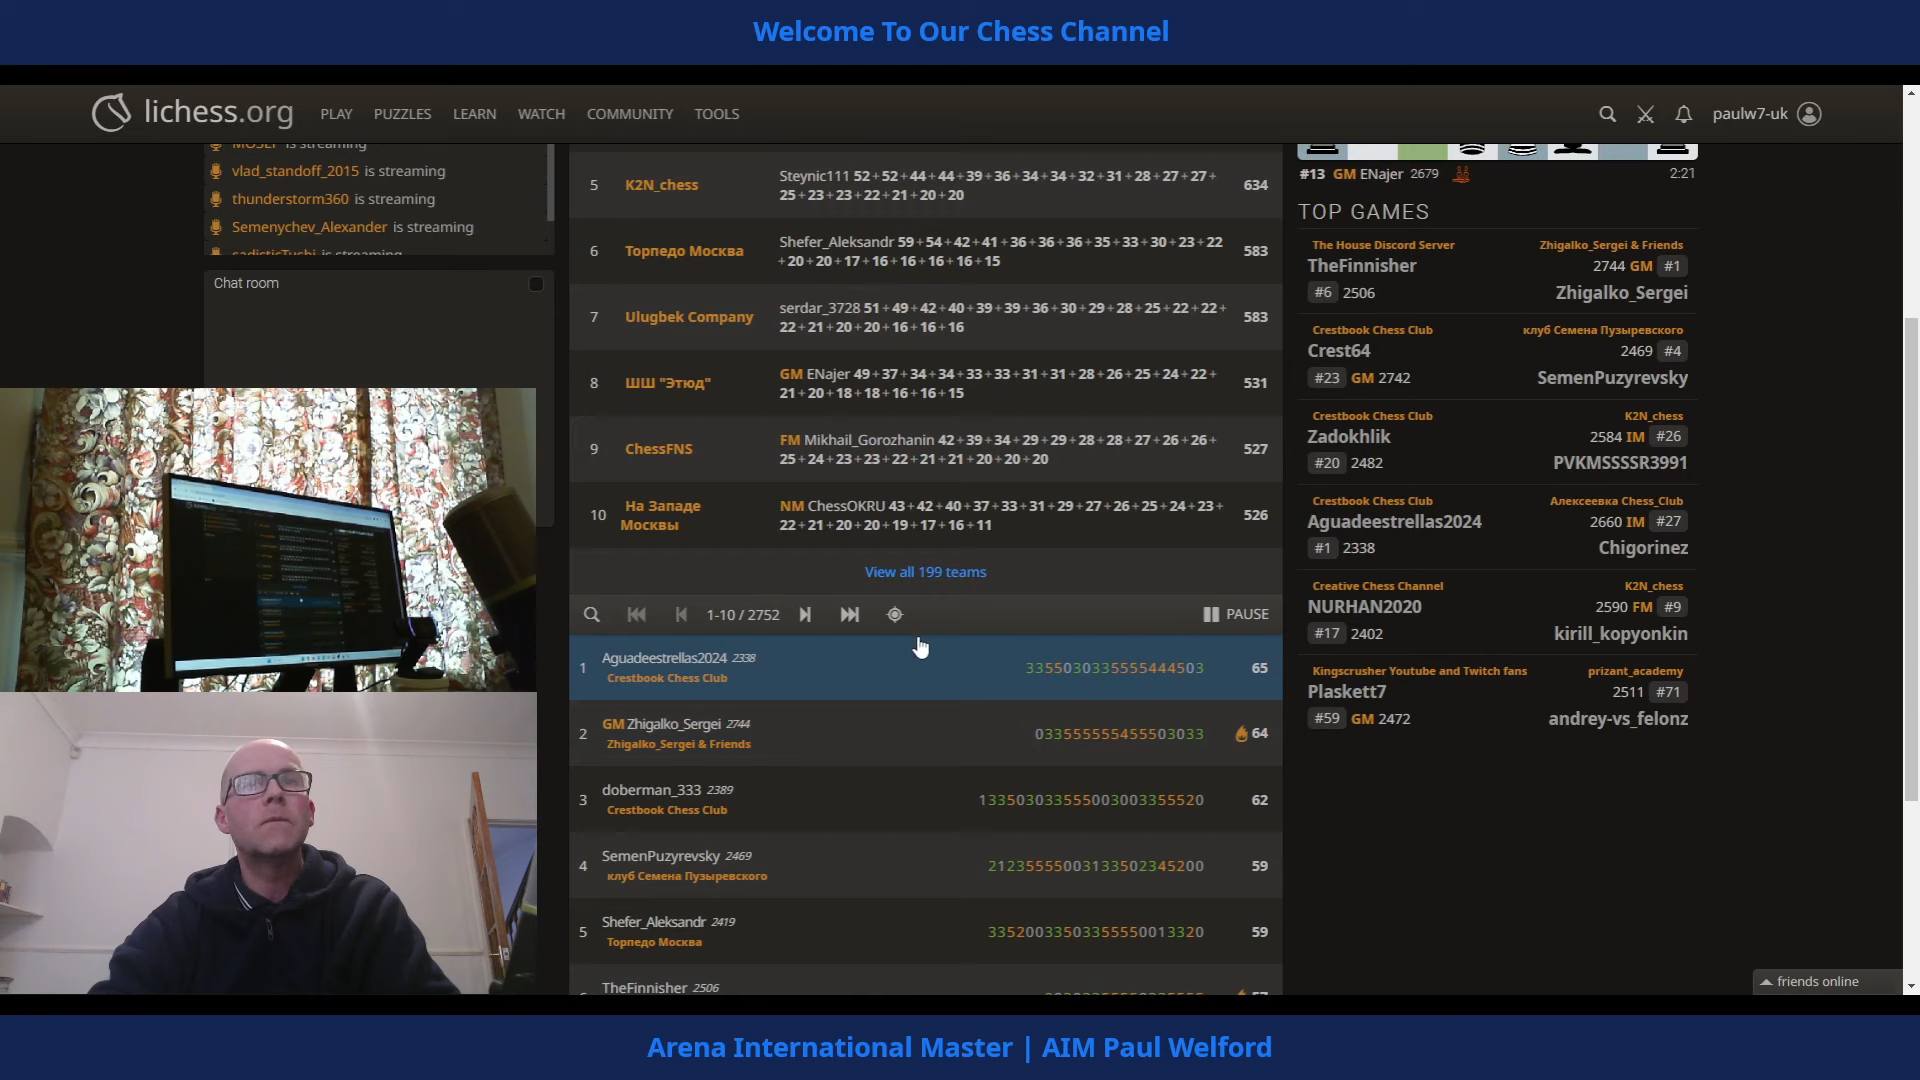 Welcome To Our Chess Channel
lichess.org
PLAY PUZZLES LEARN WATCH COMMUNITY TOOLS
paulw7-uk
is streaming
vlad_standoff_2015 is streaming
thunderstorm360 is streaming
Semenychev_Alexander is streaming
is streaming
Chat room
5 K2N_chess Steynic111 52+52+44+44+39+36+34+34+32+31+28+27+27+
25+23+23+22+21+20+20 634
6 Торпедо Москва Shefer_Aleksandr 59+54+42+41+36+36+36+35+33+30+23+22
+20+20+17+16+16+16+16+15 583
7 Ulugbek Company serdar_3728 51+49+42+40+39+39+36+30+29+28+25+22+22+
22+21+20+20+16+16+16 583
8 ШШ "Этюд" GM ENajer 49+37+34+34+33+33+31+31+28+26+25+24+22+
21+20+18+18+16+16+15 531
9 ChessFNS FM Mikhail_Gorozhanin 42+39+34+29+29+28+28+27+26+26+
25+24+23+23+22+21+21+20+20+20 527
10 На Западе Москвы NM ChessOKRU 43+42+40+37+33+31+29+27+26+25+24+23+
22+21+20+20+19+17+16+11 526
View all 199 teams
1-10 / 2752 PAUSE
1 Aguadeestrellas2024 2338 3355030335555444503 65
Crestbook Chess Club
2 GM Zhigalko_Sergei 2744 033555555455503033 64
Zhigalko_Sergei & Friends
3 doberman_333 2389 133503033555003003355520 62
Crestbook Chess Club
4 SemenPuzyrevsky 2469 21235555003133502345200 59
клуб Семена Пузыревского
5 Shefer_Aleksandr 2419 33520033503355550013320 59
Торпедо Москва
TheFinnisher 2506
#13 GM ENajer 2679 2:21
TOP GAMES
The House Discord Server Zhigalko_Sergei & Friends
TheFinnisher 2744 GM #1
#6 2506 Zhigalko_Sergei
Crestbook Chess Club клуб Семена Пузыревского
Crest64 2469 #4
#23 GM 2742 SemenPuzyrevsky
Crestbook Chess Club K2N_chess
Zadokhlik 2584 IM #26
#20 2482 PVKMSSSSR3991
Crestbook Chess Club Алексеевка Chess_Club
Aguadeestrellas2024 2660 IM #27
#1 2338 Chigorinez
Creative Chess Channel K2N_chess
NURHAN2020 2590 FM #9
#17 2402 kirill_kopyonkin
Kingscrusher Youtube and Twitch fans prizant_academy
Plaskett7 2511 #71
#59 GM 2472 andrey-vs_felonz
friends online
Arena International Master | AIM Paul Welford